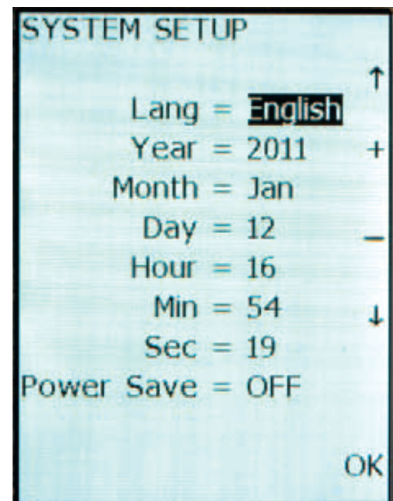 SYSTEM SETUP
↑
Lang = English
Year = 2011 +
Month = Jan
Day = 12 –
Hour = 16
Min = 54 ↓
Sec = 19
Power Save = OFF
OK